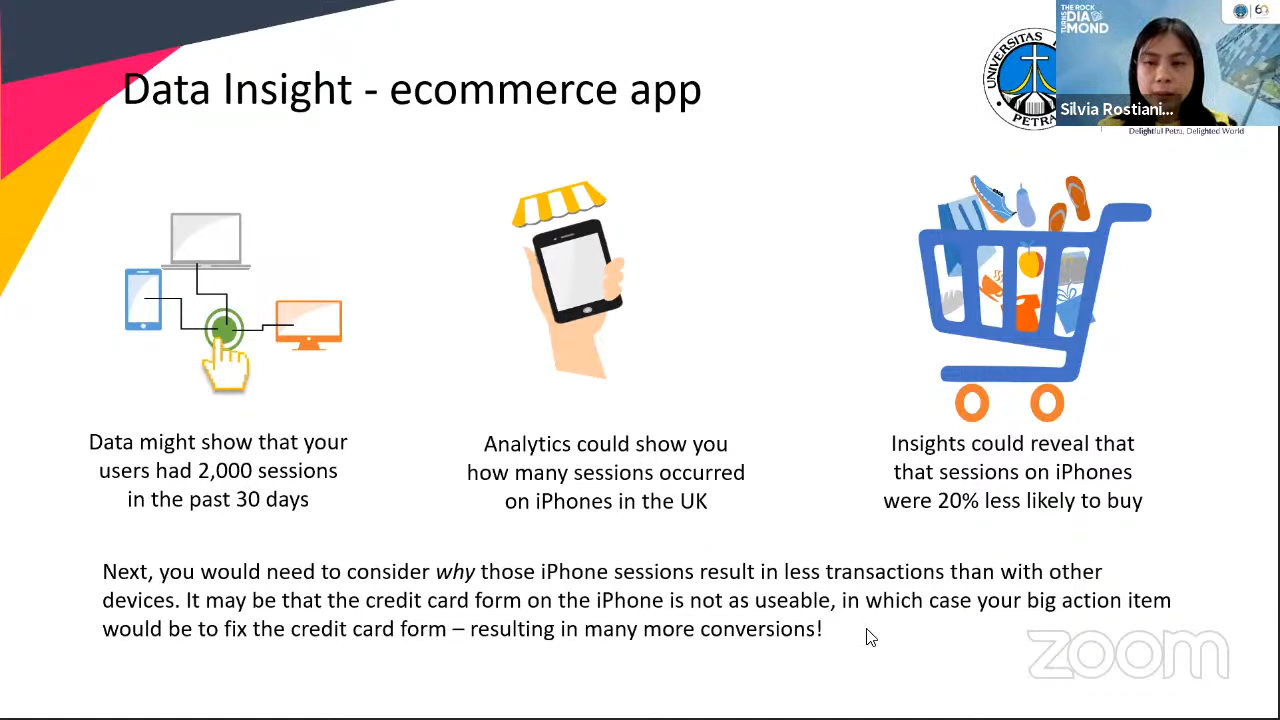 Data Insight - ecommerce app
UNIVERSITAS
PETRA
THE ROCK
TURNS
DIA
MOND
60
Silvia Rostiani...
Delightful Petra, Delighted World
Data might show that your
users had 2,000 sessions
in the past 30 days
Analytics could show you
how many sessions occurred
on iPhones in the UK
Insights could reveal that
that sessions on iPhones
were 20% less likely to buy
Next, you would need to consider why those iPhone sessions result in less transactions than with other
devices. It may be that the credit card form on the iPhone is not as useable, in which case your big action item
would be to fix the credit card form – resulting in many more conversions!
zoom